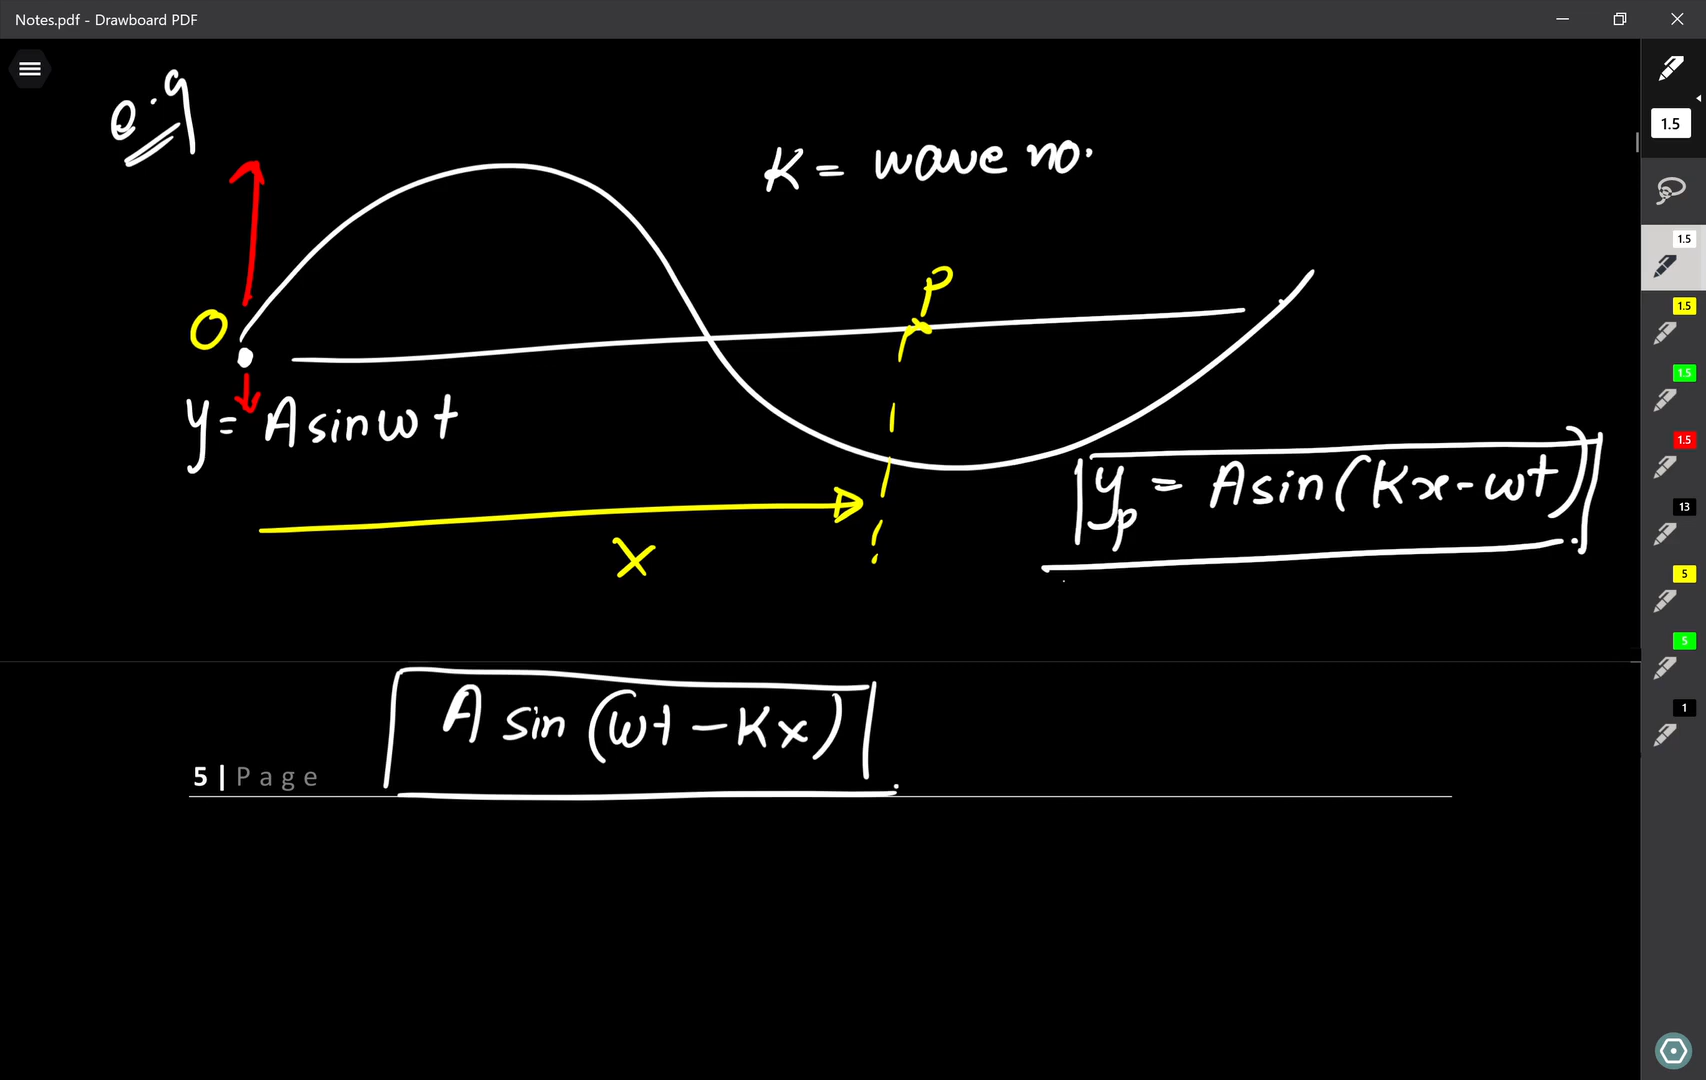 Notes.pdf - Drawboard PDF
e.g
K = wave no.
1.5
P
O
y = A sin ω t
y_p = A sin (Kx - ωt)
x
A sin (ωt - Kx)
5 | Page
1.5
1.5
1.5
1.5
13
5
5
1